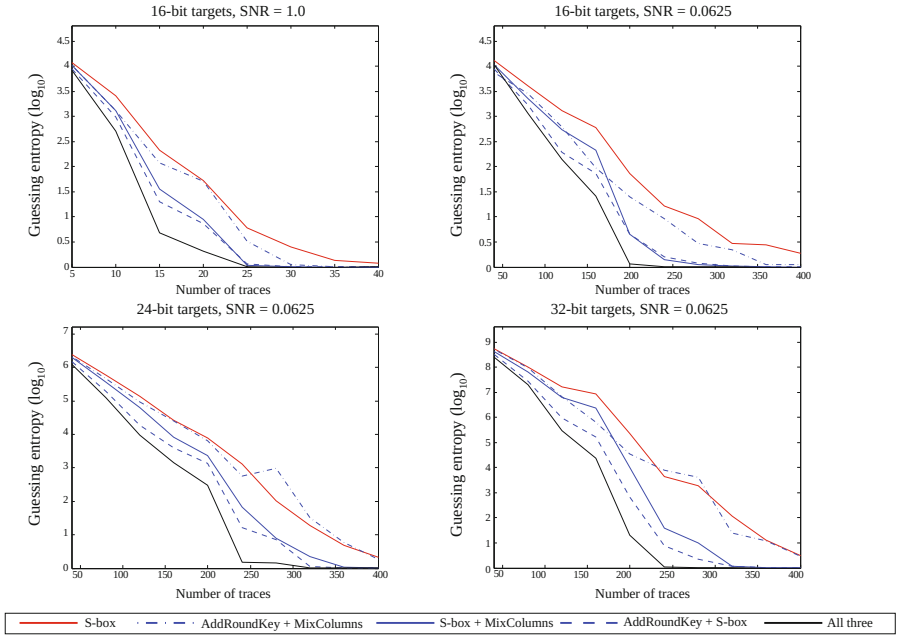 16-bit targets, SNR = 1.0
Guessing entropy (log10)
4.5
4
3.5
3
2.5
2
1.5
1
0.5
0
5 10 15 20 25 30 35 40
Number of traces
16-bit targets, SNR = 0.0625
Guessing entropy (log10)
4.5
4
3.5
3
2.5
2
1.5
1
0.5
0
50 100 150 200 250 300 350 400
Number of traces
24-bit targets, SNR = 0.0625
Guessing entropy (log10)
7
6
5
4
3
2
1
0
50 100 150 200 250 300 350 400
Number of traces
32-bit targets, SNR = 0.0625
Guessing entropy (log10)
9
8
7
6
5
4
3
2
1
0
50 100 150 200 250 300 350 400
Number of traces
S-box AddRoundKey + MixColumns S-box + MixColumns AddRoundKey + S-box All three